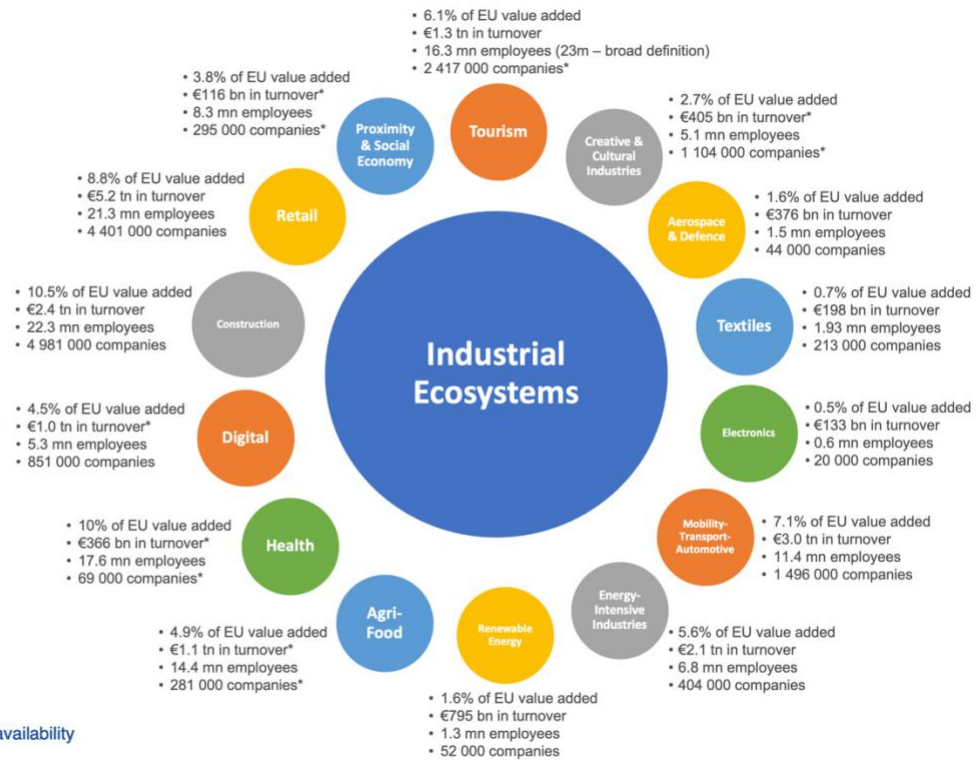 • 6.1% of EU value added
• €1.3 tn in turnover
• 16.3 mn employees (23m – broad definition)
• 2 417 000 companies*
Tourism
• 2.7% of EU value added
• €405 bn in turnover*
• 5.1 mn employees
• 1 104 000 companies*
Creative &
Cultural
Industries
• 1.6% of EU value added
• €376 bn in turnover
• 1.5 mn employees
• 44 000 companies
Aerospace
& Defence
• 0.7% of EU value added
• €198 bn in turnover
• 1.93 mn employees
• 213 000 companies
Textiles
• 0.5% of EU value added
• €133 bn in turnover
• 0.6 mn employees
• 20 000 companies
Electronics
• 7.1% of EU value added
• €3.0 tn in turnover
• 11.4 mn employees
• 1 496 000 companies
Mobility-
Transport-
Automotive
• 5.6% of EU value added
• €2.1 tn in turnover
• 6.8 mn employees
• 404 000 companies
Energy-
Intensive
Industries
Renewable
Energy
• 1.6% of EU value added
• €795 bn in turnover
• 1.3 mn employees
• 52 000 companies
Agri-
Food
• 4.9% of EU value added
• €1.1 tn in turnover*
• 14.4 mn employees
• 281 000 companies*
Health
• 10% of EU value added
• €366 bn in turnover*
• 17.6 mn employees
• 69 000 companies*
Digital
• 4.5% of EU value added
• €1.0 tn in turnover*
• 5.3 mn employees
• 851 000 companies
Construction
• 10.5% of EU value added
• €2.4 tn in turnover
• 22.3 mn employees
• 4 981 000 companies
Retail
• 8.8% of EU value added
• €5.2 tn in turnover
• 21.3 mn employees
• 4 401 000 companies
Proximity
& Social
Economy
• 3.8% of EU value added
• €116 bn in turnover*
• 8.3 mn employees
• 295 000 companies*
Industrial
Ecosystems
availability